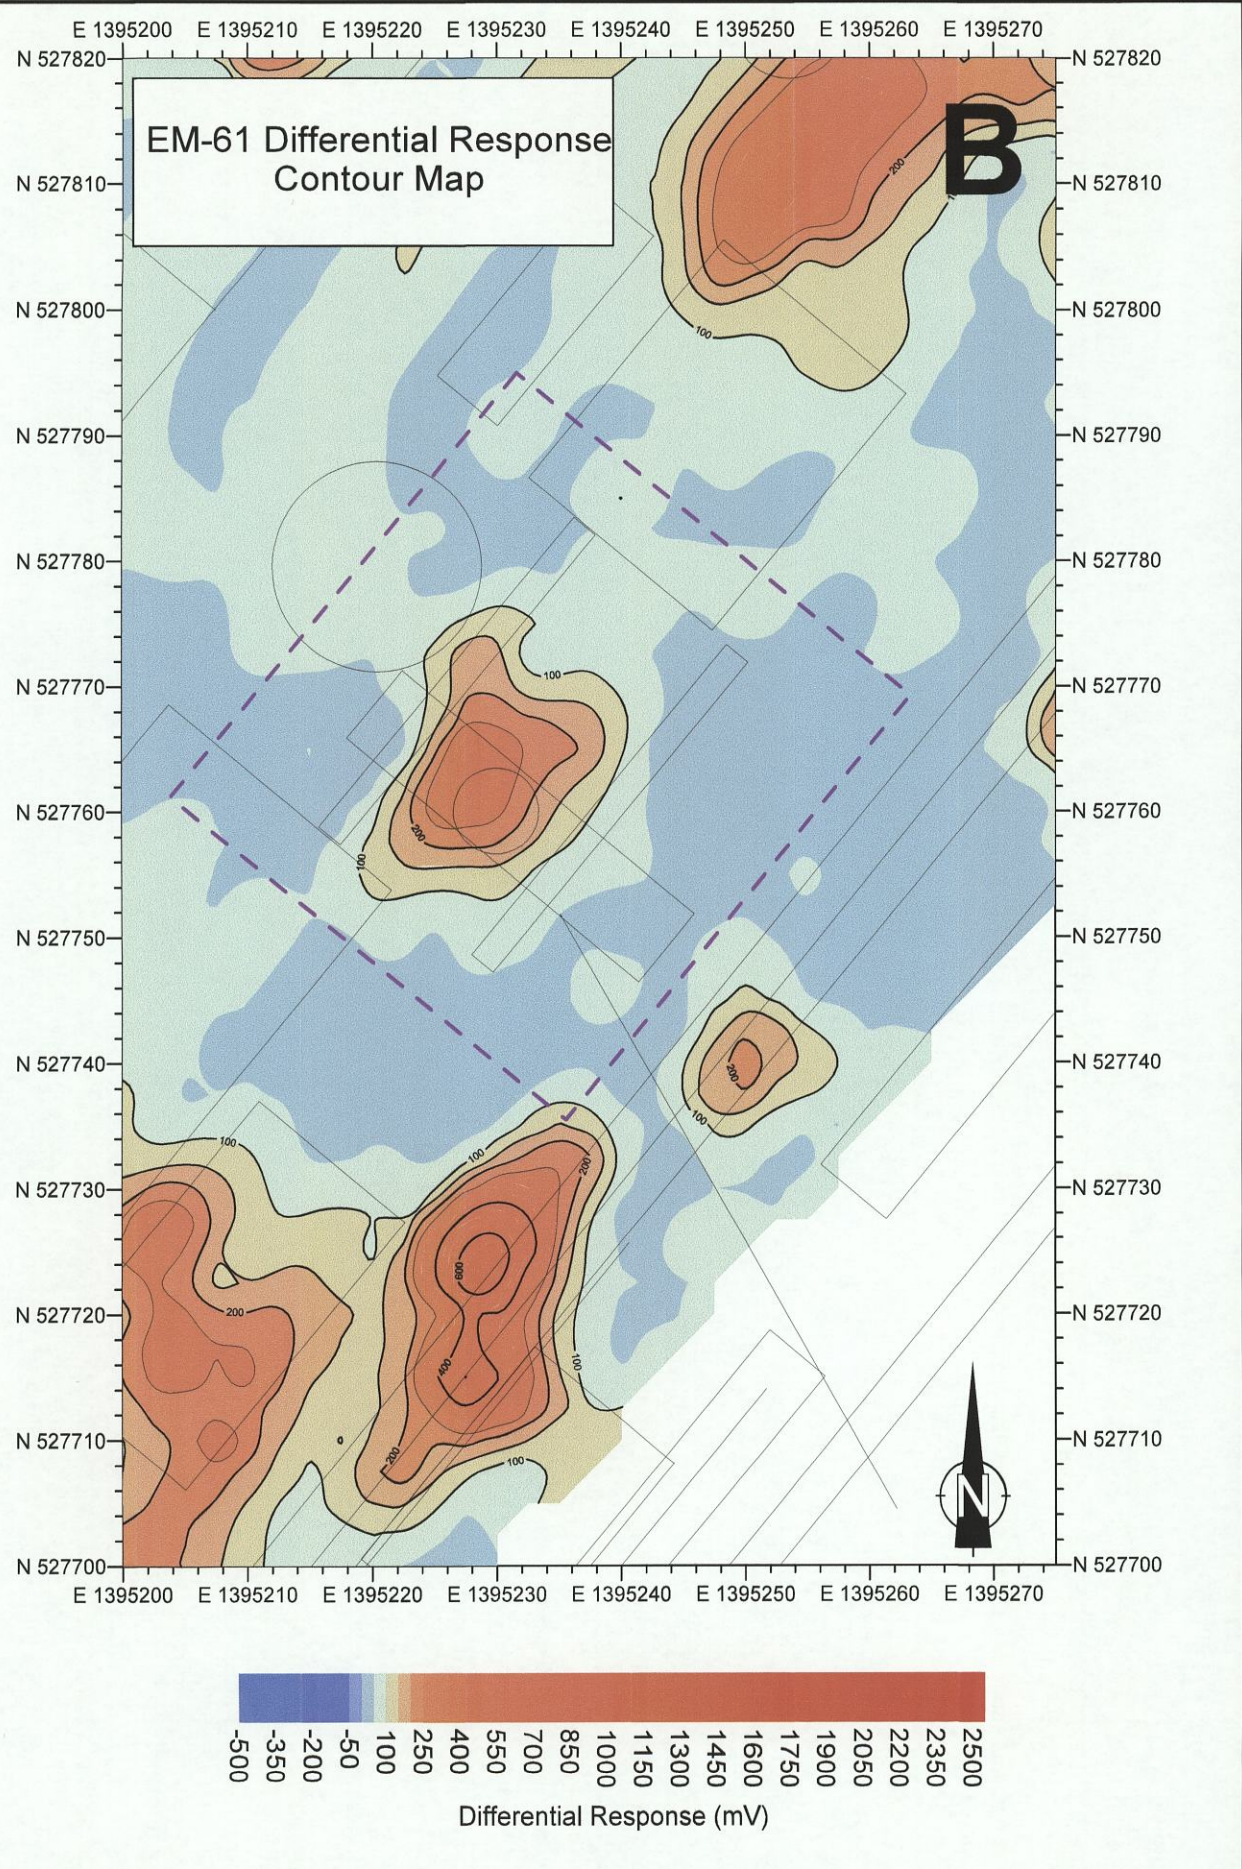 E 1395200 E 1395210 E 1395220 E 1395230 E 1395240 E 1395250 E 1395260 E 1395270
N 527820 N 527820
EM-61 Differential Response
Contour Map
B
200
N 527810 N 527810
N 527800 N 527800
100
N 527790 N 527790
N 527780 N 527780
100
N 527770 N 527770
N 527760 N 527760
200
100
N 527750 N 527750
N 527740 N 527740
200
100
100
100
200
N 527730 N 527730
600
N 527720 N 527720
200
400
100
N 527710 N 527710
200
100
N
N 527700 N 527700
E 1395200 E 1395210 E 1395220 E 1395230 E 1395240 E 1395250 E 1395260 E 1395270
-500 -350 -200 -50 100 250 400 550 700 850 1000 1150 1300 1450 1600 1750 1900 2050 2200 2350 2500
Differential Response (mV)